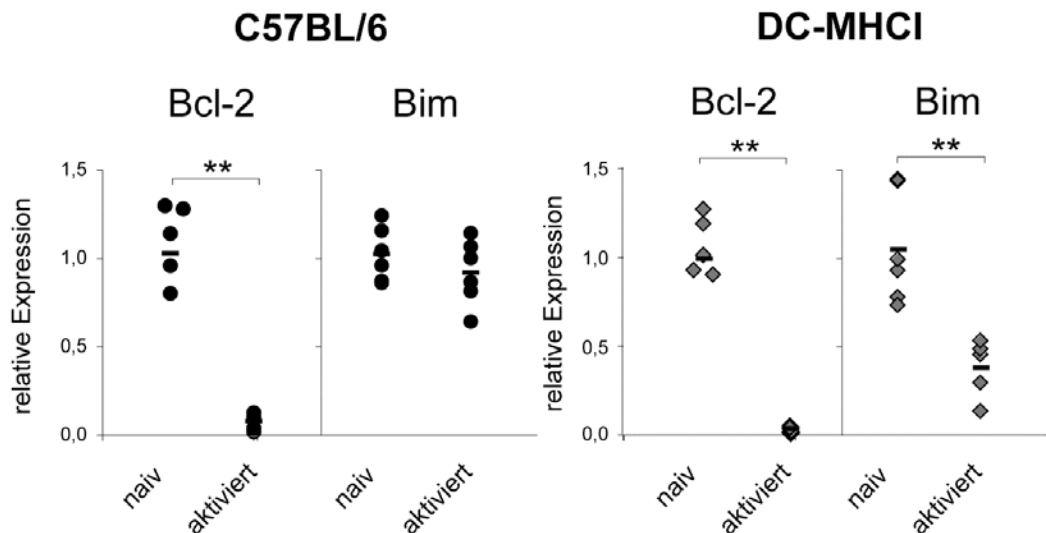 C57BL/6
Bcl-2
Bim
**
relative Expression
1,5
1,0
0,5
0,0
naiv
aktiviert
naiv
aktiviert
DC-MHCI
Bcl-2
Bim
**
**
relative Expression
1,5
1,0
0,5
0,0
naiv
aktiviert
naiv
aktiviert